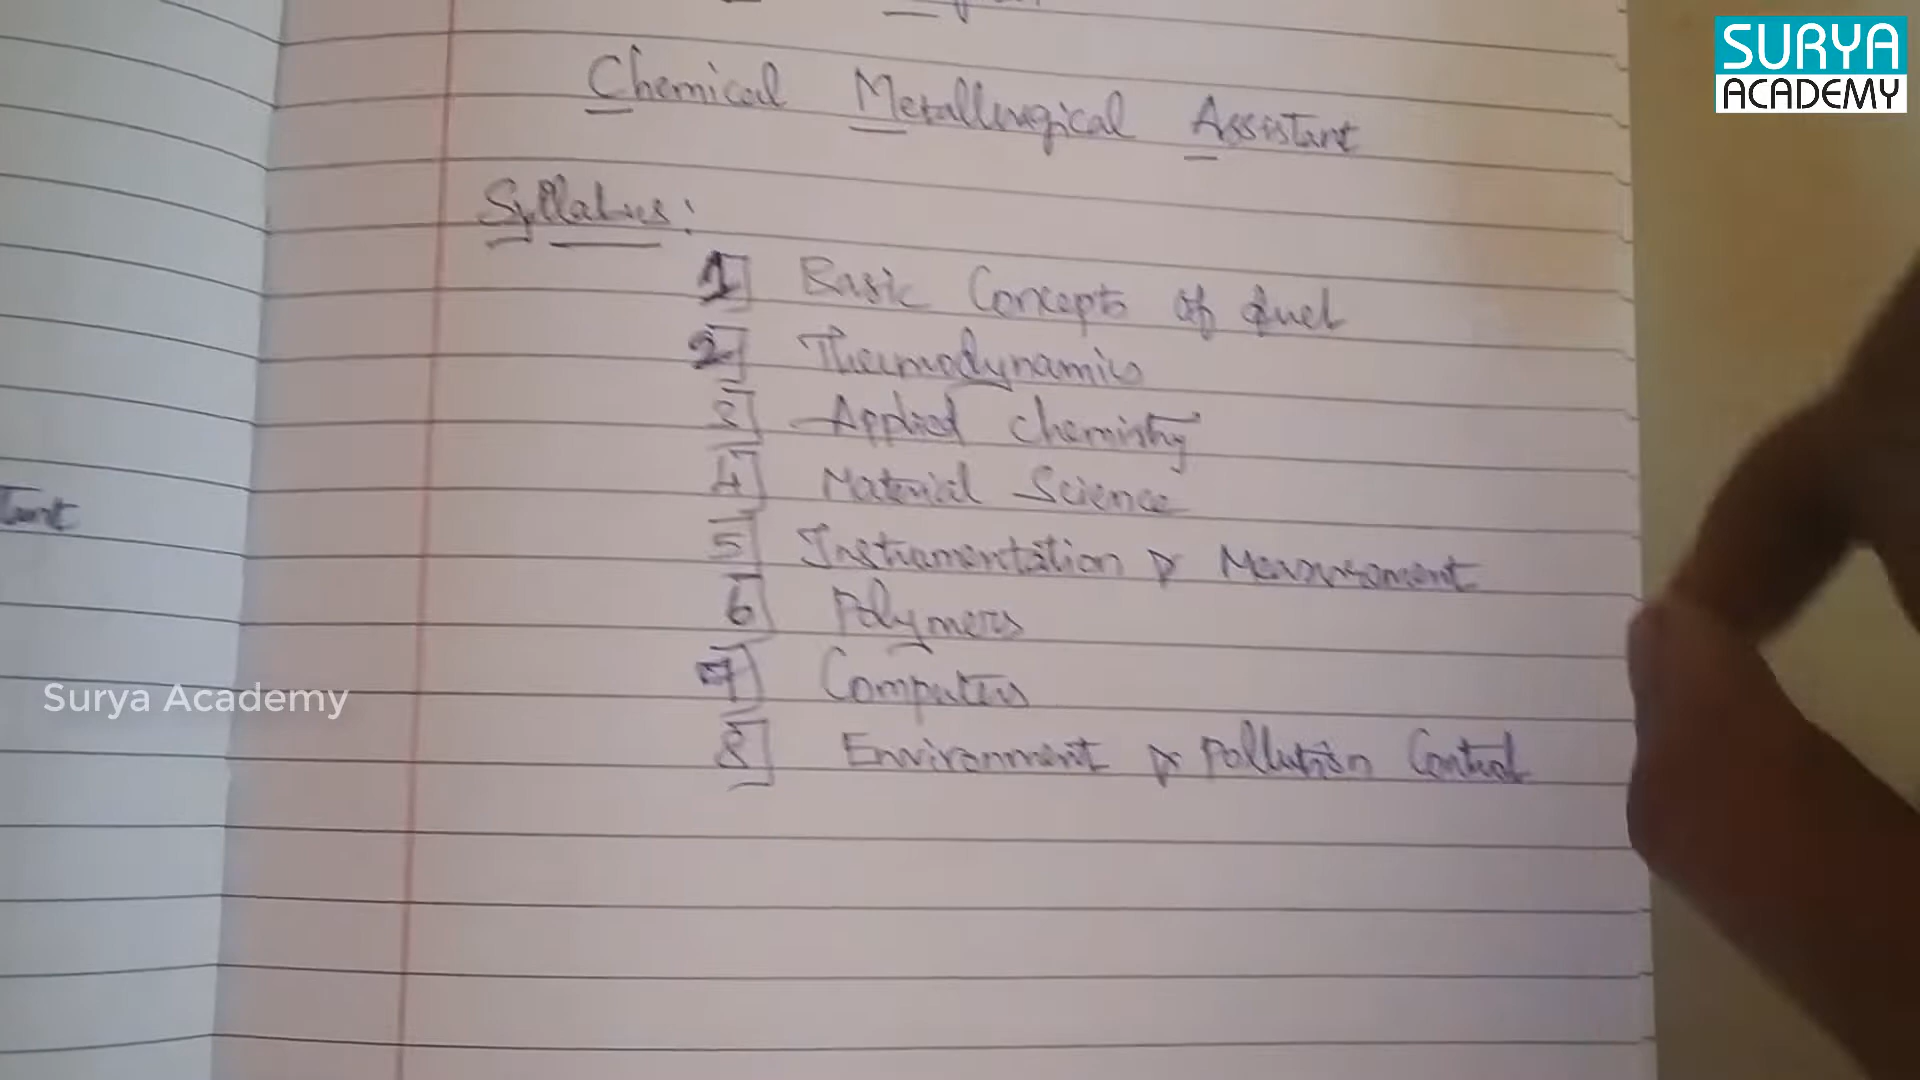 SURYA
ACADEMY
Chemical Metallurgical Assistant
Syllabus:
1] Basic Concepts of fuel
2] Thermodynamics
3] Applied chemistry
4] Material Science
5] Instrumentation & Measurement
6] Polymers
7] Computers
8] Environment & Pollution Control
Surya Academy